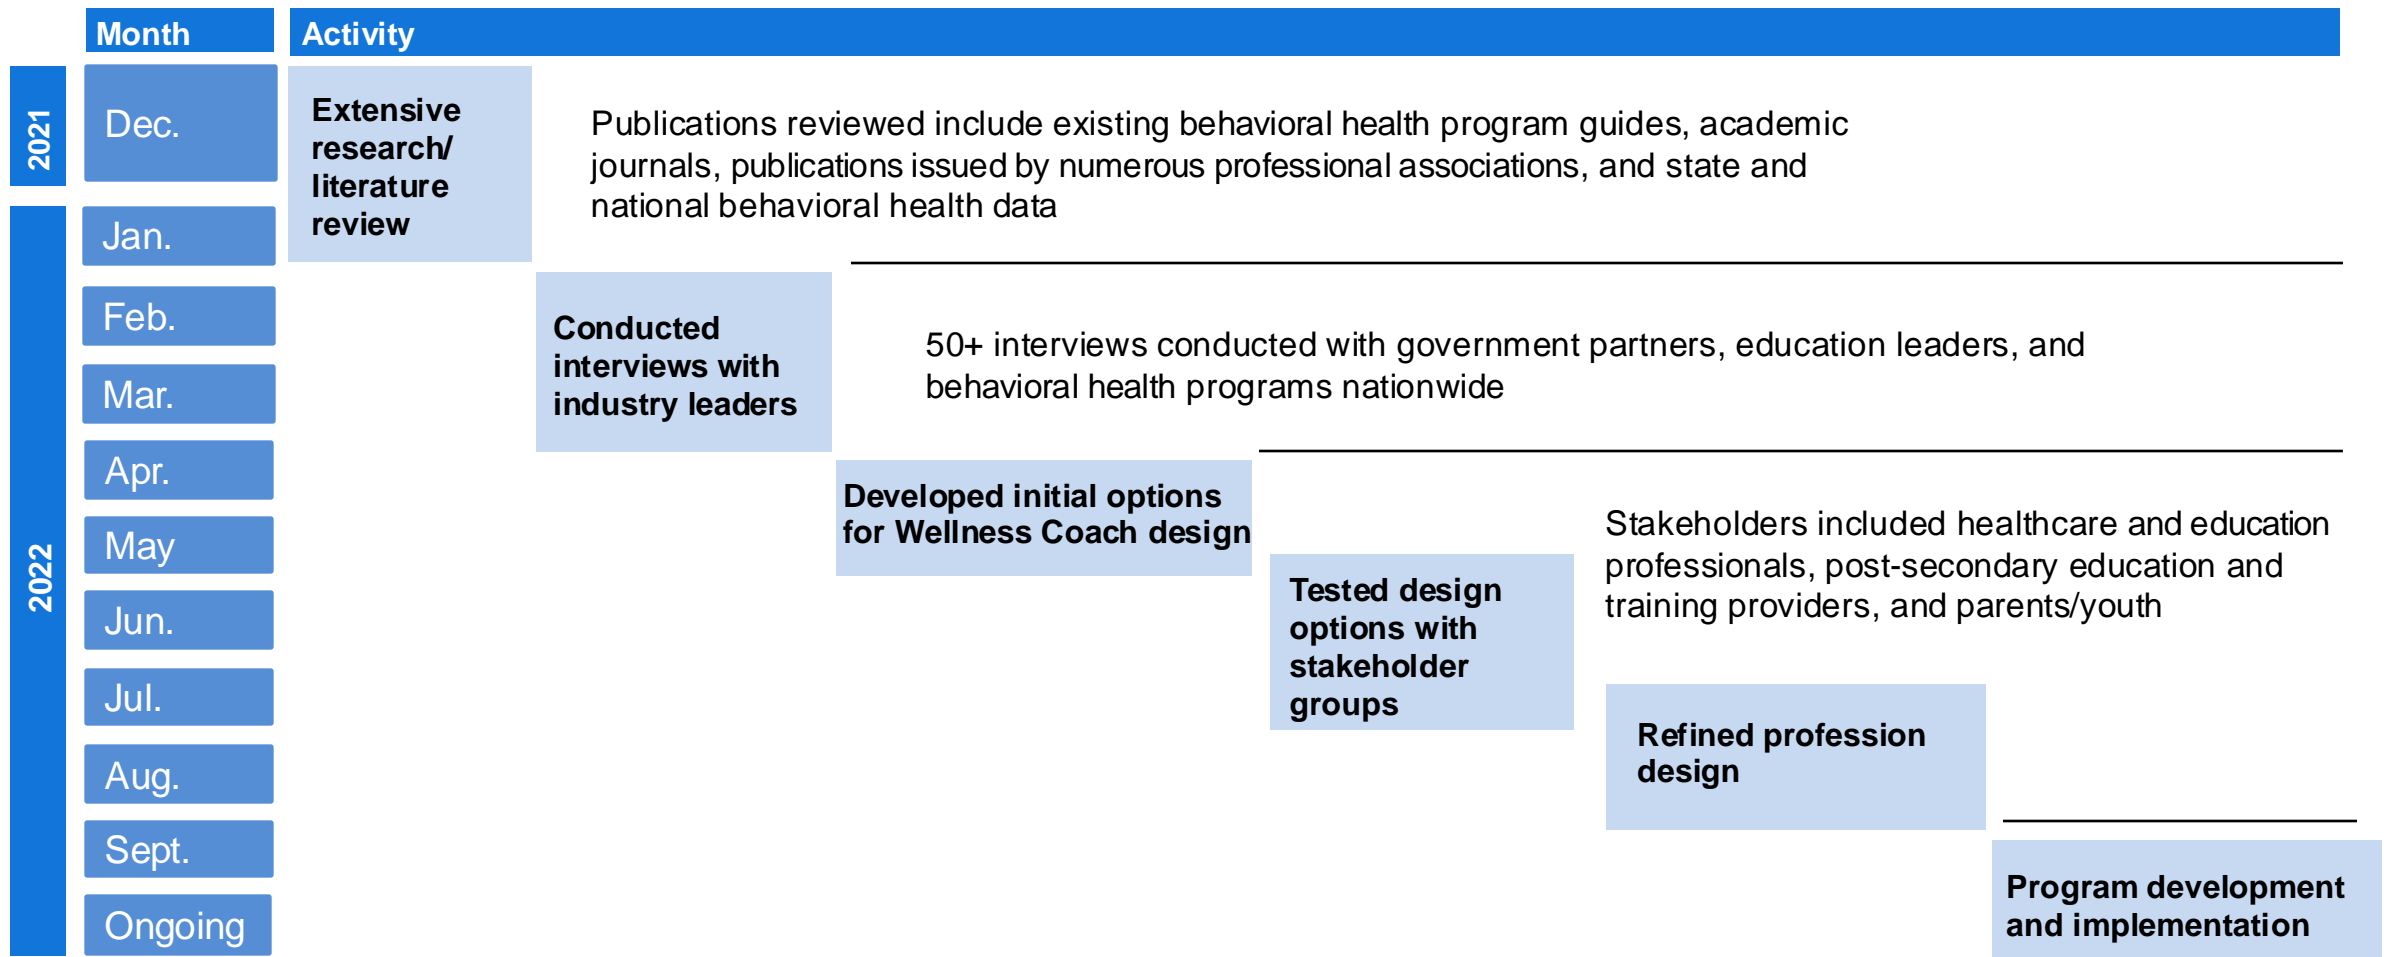 Month
Activity
2021
Dec.
Extensive
research/
literature
review
Publications reviewed include existing behavioral health program guides, academic
journals, publications issued by numerous professional associations, and state and
national behavioral health data
2022
Jan.
Feb.
Conducted
interviews with
industry leaders
50+ interviews conducted with government partners, education leaders, and
behavioral health programs nationwide
Mar.
Apr.
Developed initial options
for Wellness Coach design
May
Stakeholders included healthcare and education
professionals, post-secondary education and
training providers, and parents/youth
Tested design
options with
stakeholder
groups
Jun.
Jul.
Refined profession
design
Aug.
Sept.
Program development
and implementation
Ongoing